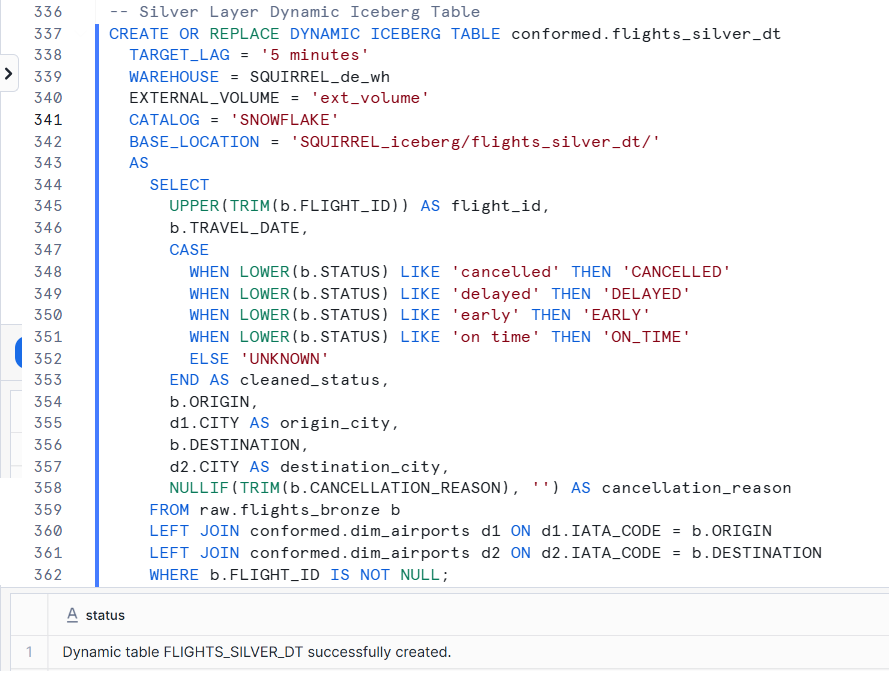 336 -- Silver Layer Dynamic Iceberg Table
337 CREATE OR REPLACE DYNAMIC ICEBERG TABLE conformed.flights_silver_dt
338 TARGET_LAG = '5 minutes'
339 WAREHOUSE = SQUIRREL_de_wh
340 EXTERNAL_VOLUME = 'ext_volume'
341 CATALOG = 'SNOWFLAKE'
342 BASE_LOCATION = 'SQUIRREL_iceberg/flights_silver_dt/'
343 AS
344 SELECT
345 UPPER(TRIM(b.FLIGHT_ID)) AS flight_id,
346 b.TRAVEL_DATE,
347 CASE
348 WHEN LOWER(b.STATUS) LIKE 'cancelled' THEN 'CANCELLED'
349 WHEN LOWER(b.STATUS) LIKE 'delayed' THEN 'DELAYED'
350 WHEN LOWER(b.STATUS) LIKE 'early' THEN 'EARLY'
351 WHEN LOWER(b.STATUS) LIKE 'on time' THEN 'ON_TIME'
352 ELSE 'UNKNOWN'
353 END AS cleaned_status,
354 b.ORIGIN,
355 d1.CITY AS origin_city,
356 b.DESTINATION,
357 d2.CITY AS destination_city,
358 NULLIF(TRIM(b.CANCELLATION_REASON), '') AS cancellation_reason
359 FROM raw.flights_bronze b
360 LEFT JOIN conformed.dim_airports d1 ON d1.IATA_CODE = b.ORIGIN
361 LEFT JOIN conformed.dim_airports d2 ON d2.IATA_CODE = b.DESTINATION
362 WHERE b.FLIGHT_ID IS NOT NULL;
A status
1 Dynamic table FLIGHTS_SILVER_DT successfully created.